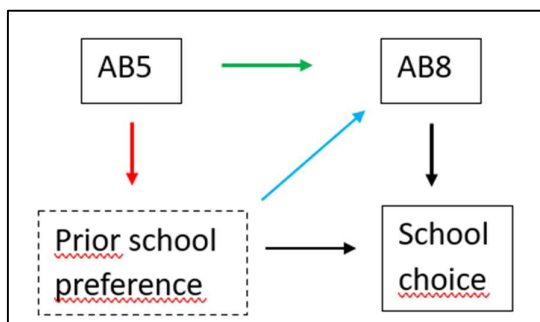 AB5
AB8
Prior school
preference
School
choice